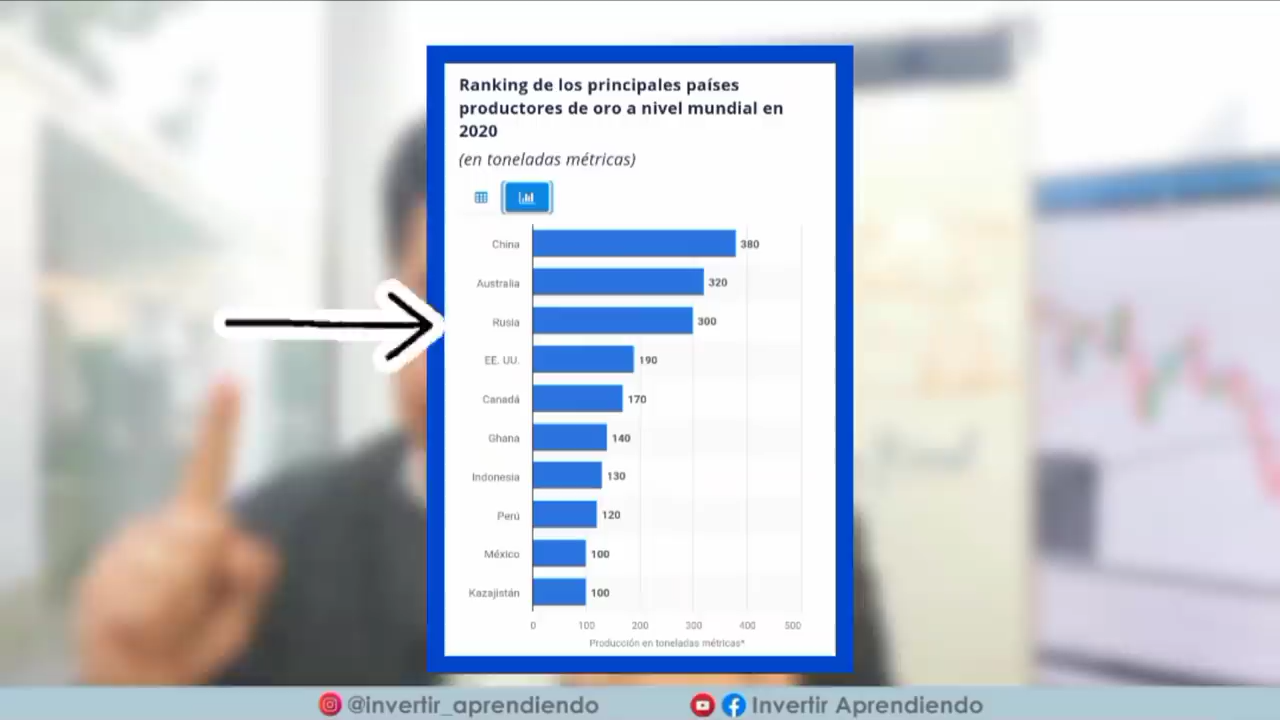 Ranking de los principales países
productores de oro a nivel mundial en
2020
(en toneladas métricas)
China 380
Australia 320
Rusia 300
EE. UU. 190
Canadá 170
Ghana 140
Indonesia 130
Perú 120
México 100
Kazajistán 100
0 100 200 300 400 500
Producción en toneladas métricas*
@invertir_aprendiendo Invertir Aprendiendo